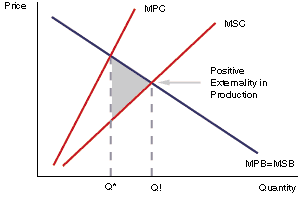 Price
MPC
MSC
Positive
Externality in
Production
MPB=MSB
Q*
Q!
Quantity